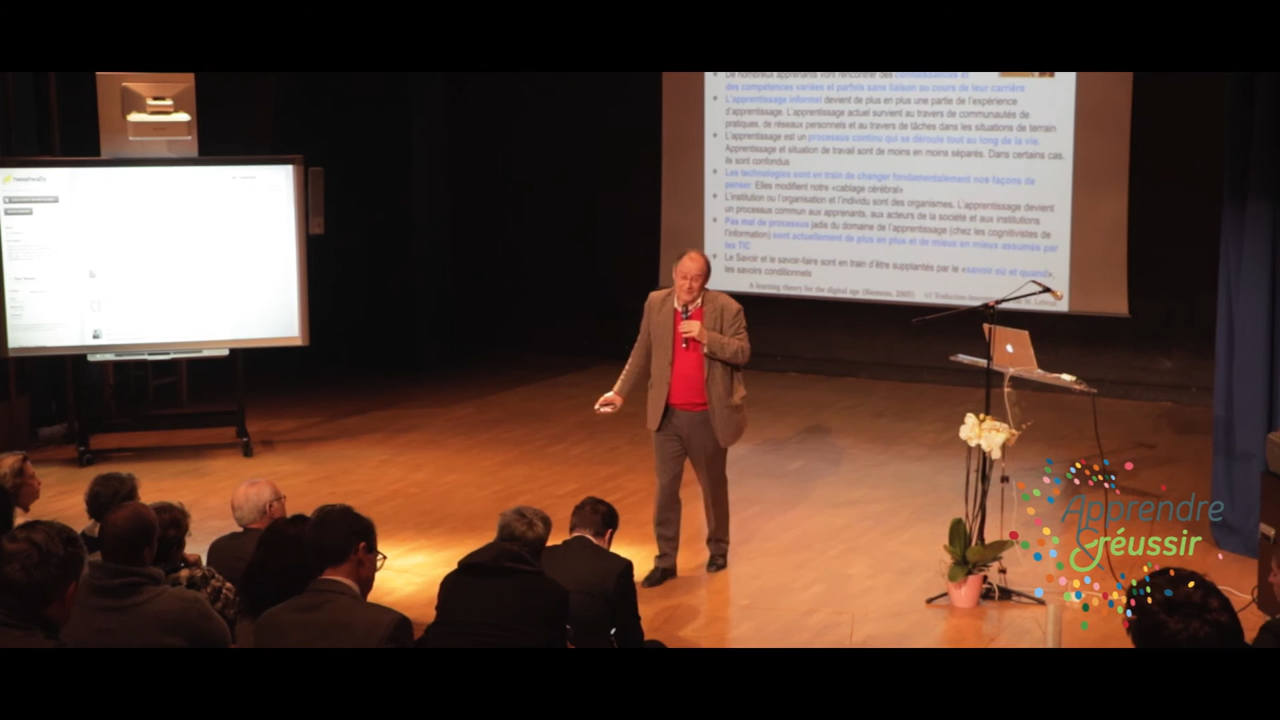 tweetwally
De nombreux apprenants vont rencontrer des connaissances et
des compétences variées et parfois sans liaison au cours de leur carrière
L'apprentissage informel devient de plus en plus une partie de l'expérience
d'apprentissage. L'apprentissage actuel survient au travers de communautés de
pratiques, de réseaux personnels et au travers de tâches dans les situations de terrain
L'apprentissage est un processus continu qui se déroule tout au long de la vie.
Apprentissage et situation de travail sont de moins en moins séparés. Dans certains cas,
ils sont confondus
Les technologies sont en train de changer fondamentalement nos façons de
penser. Elles modifient notre «cablage cérébral»
L'institution ou l'organisation et l'individu sont des organismes. L'apprentissage devient
un processus commun aux apprenants, aux acteurs de la société et aux institutions
Pas mal de processus jadis du domaine de l'apprentissage (chez les cognitivistes de
l'information) sont actuellement de plus en plus et de mieux en mieux assumés par
les TIC
Le Savoir et le savoir-faire sont en train d'être supplantés par le «savoir où et quand»,
les savoirs conditionnels
A learning theory for the digital age (Siemens, 2005)
Apprendre
&réussir